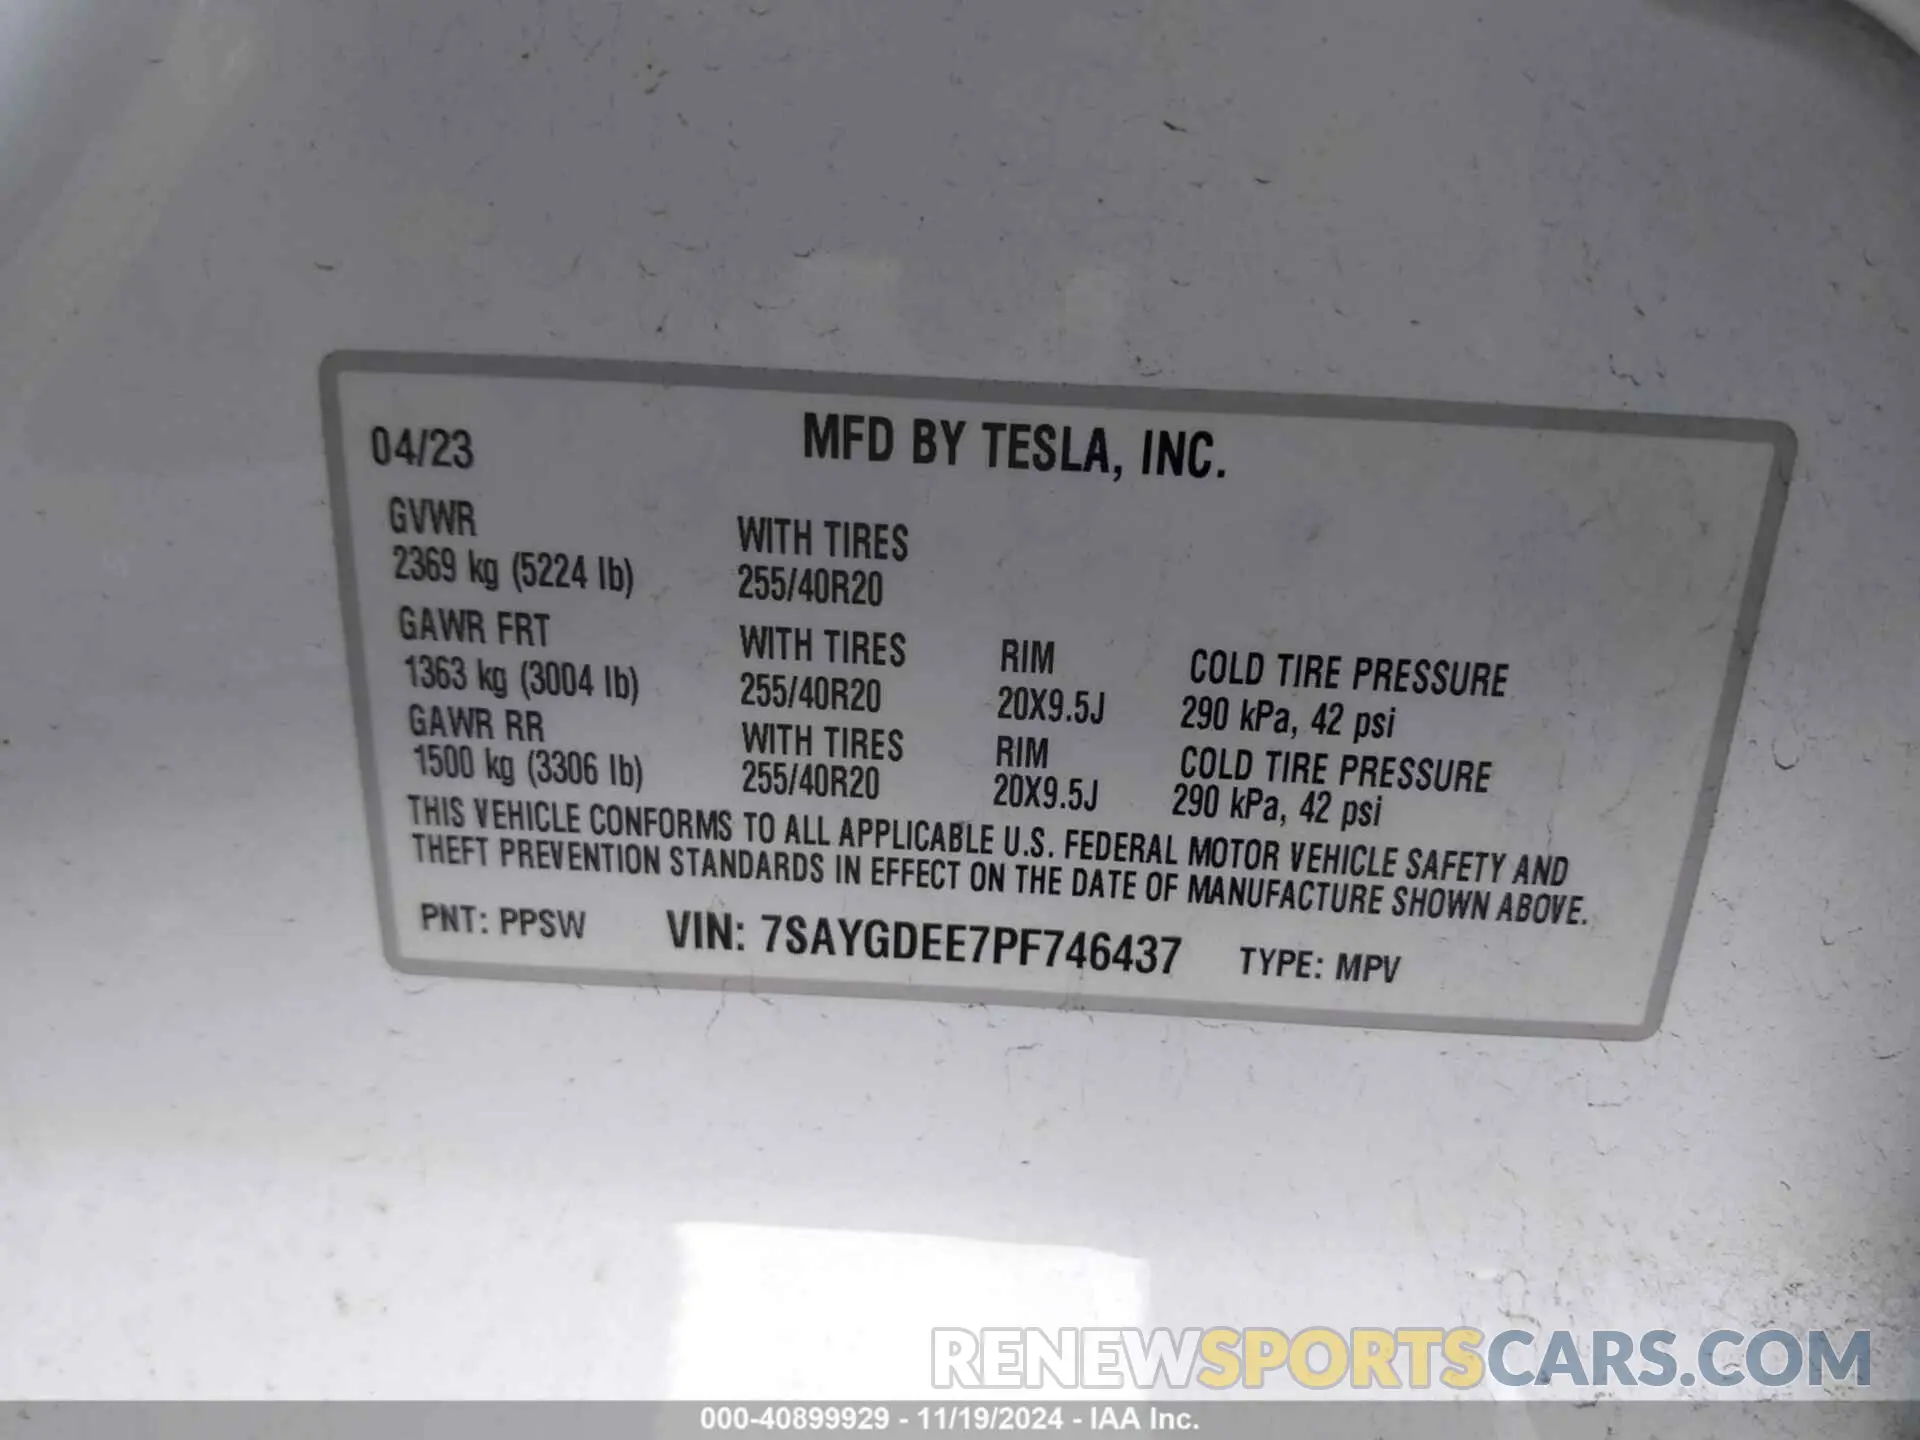 04/23 MFD BY TESLA, INC.
GVWR WITH TIRES
2369 kg (5224 lb) 255/40R20
GAWR FRT WITH TIRES RIM COLD TIRE PRESSURE
1363 kg (3004 lb) 255/40R20 20X9.5J 290 kPa, 42 psi
GAWR RR WITH TIRES RIM COLD TIRE PRESSURE
1500 kg (3306 lb) 255/40R20 20X9.5J 290 kPa, 42 psi
THIS VEHICLE CONFORMS TO ALL APPLICABLE U.S. FEDERAL MOTOR VEHICLE SAFETY AND
THEFT PREVENTION STANDARDS IN EFFECT ON THE DATE OF MANUFACTURE SHOWN ABOVE.
PNT: PPSW VIN: 7SAYGDEE7PF746437 TYPE: MPV
RENEWSPORTSCARS.COM
000-40899929 - 11/19/2024 - IAA Inc.